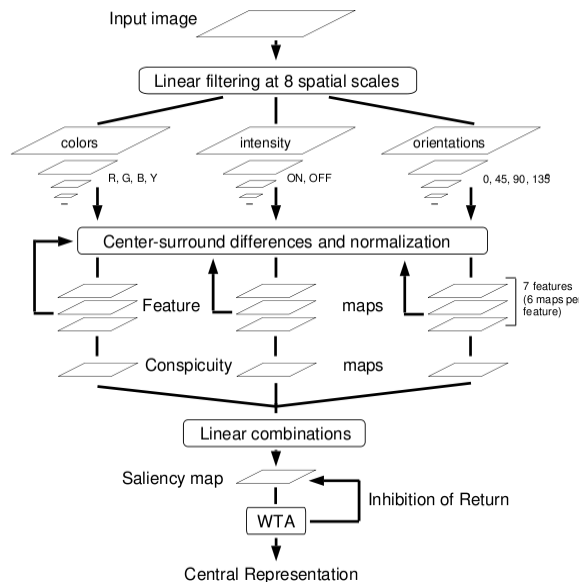 Input image
Linear filtering at 8 spatial scales
colors
intensity
orientations
R, G, B, Y
ON, OFF
0, 45, 90, 135°
Center-surround differences and normalization
Feature maps
7 features
(6 maps per
feature)
Conspicuity maps
Linear combinations
Saliency map
Inhibition of Return
WTA
Central Representation